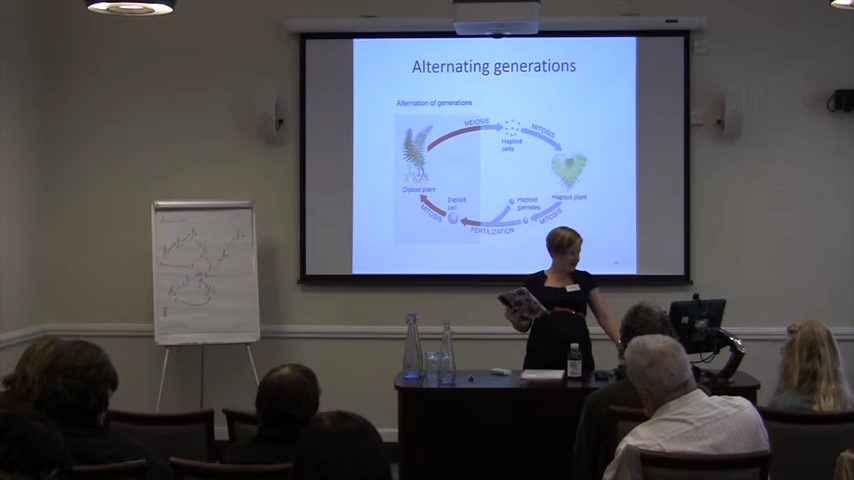 Alternating generations
Alternation of generations
MEIOSIS
MITOSIS
Haploid
cells
Diploid plant
Haploid plant
Diploid
cell
Haploid
gametes
MITOSIS
FERTILIZATION
MITOSIS